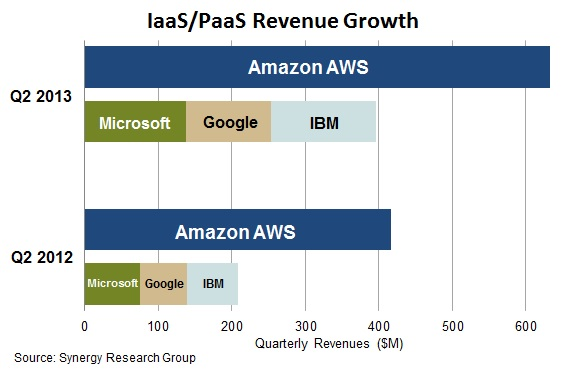 IaaS/PaaS Revenue Growth
Amazon AWS
Q2 2013
Microsoft Google IBM
Amazon AWS
Q2 2012
Microsoft Google IBM
0 100 200 300 400 500 600
Quarterly Revenues ($M)
Source: Synergy Research Group